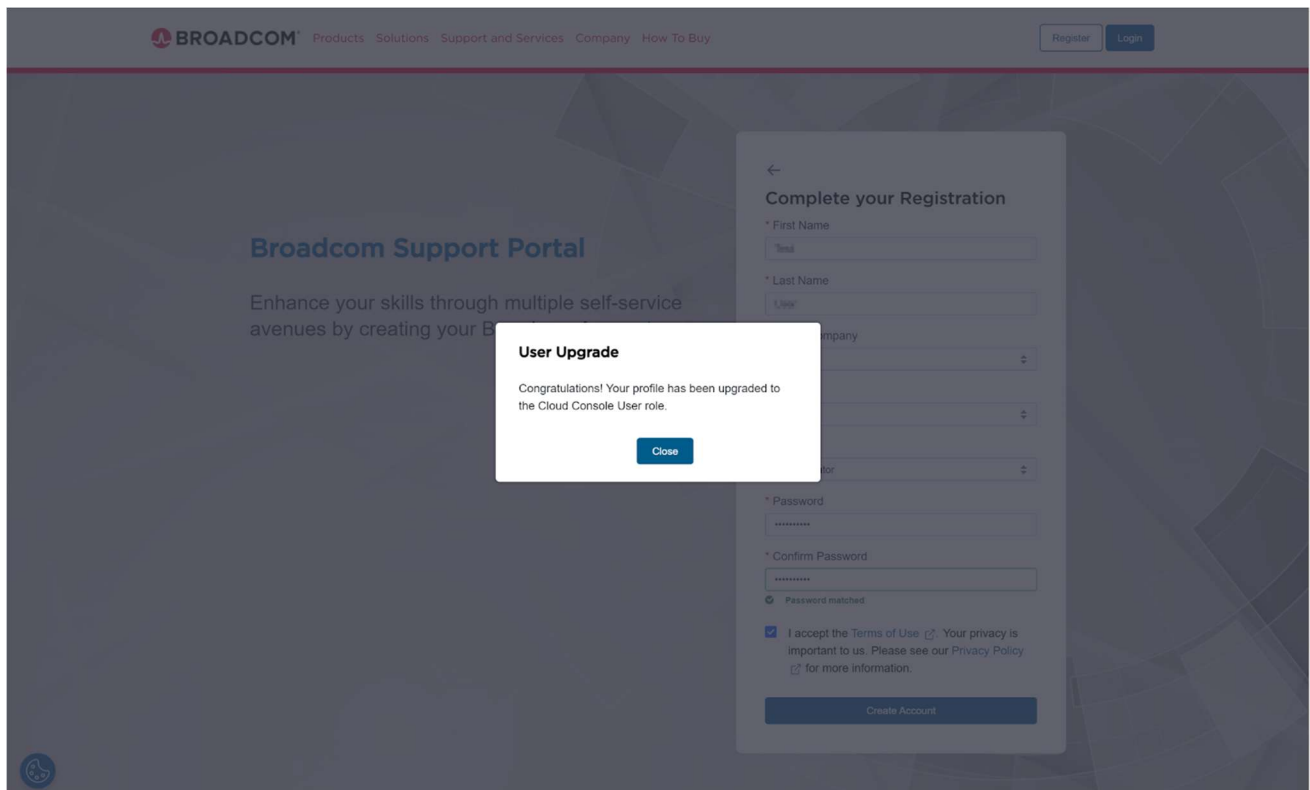 BROADCOM® Products Solutions Support and Services Company How To Buy Register Login
Broadcom Support Portal
Enhance your skills through multiple self-service
avenues by creating your B
←
Complete your Registration
* First Name
* Last Name
User Upgrade
Congratulations! Your profile has been upgraded to
the Cloud Console User role.
Close
* Password
••••••••••
* Confirm Password
••••••••••
Password matched
I accept the Terms of Use . Your privacy is
important to us. Please see our Privacy Policy
for more information.
Create Account